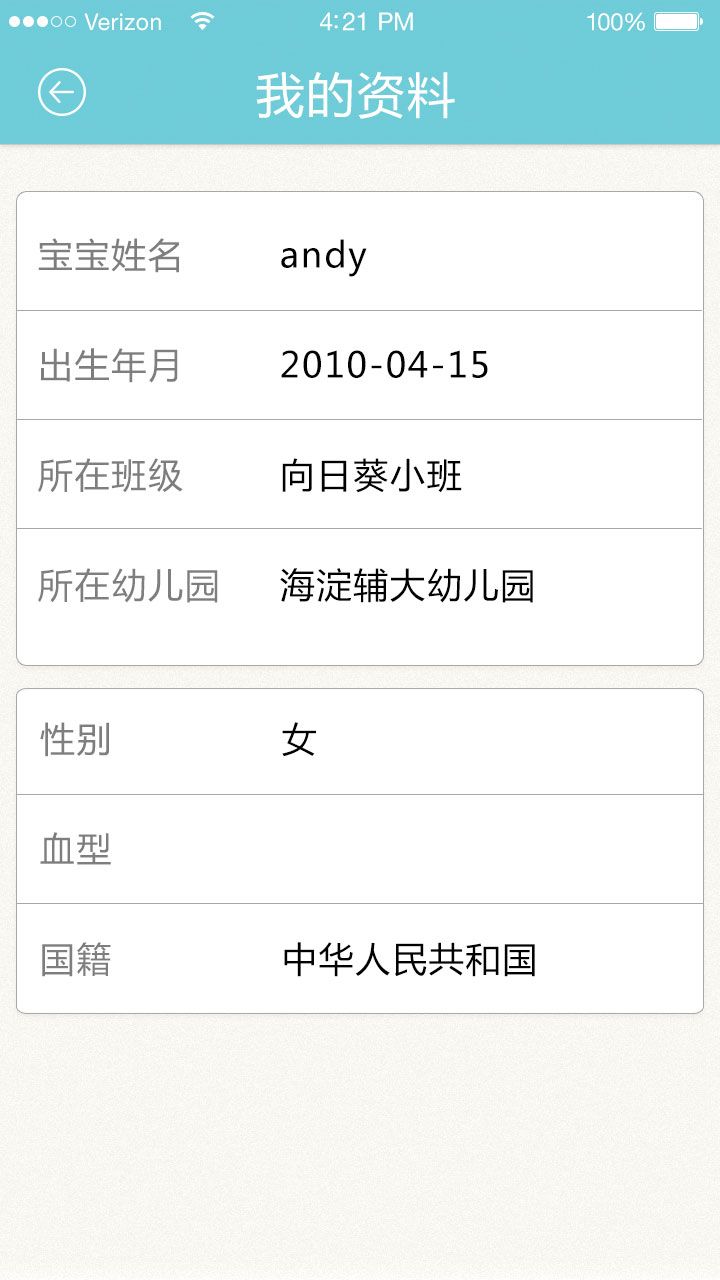 Verizon 4:21 PM 100%
我的资料
宝宝姓名 andy
出生年月 2010-04-15
所在班级 向日葵小班
所在幼儿园 海淀辅大幼儿园
性别 女
血型
国籍 中华人民共和国